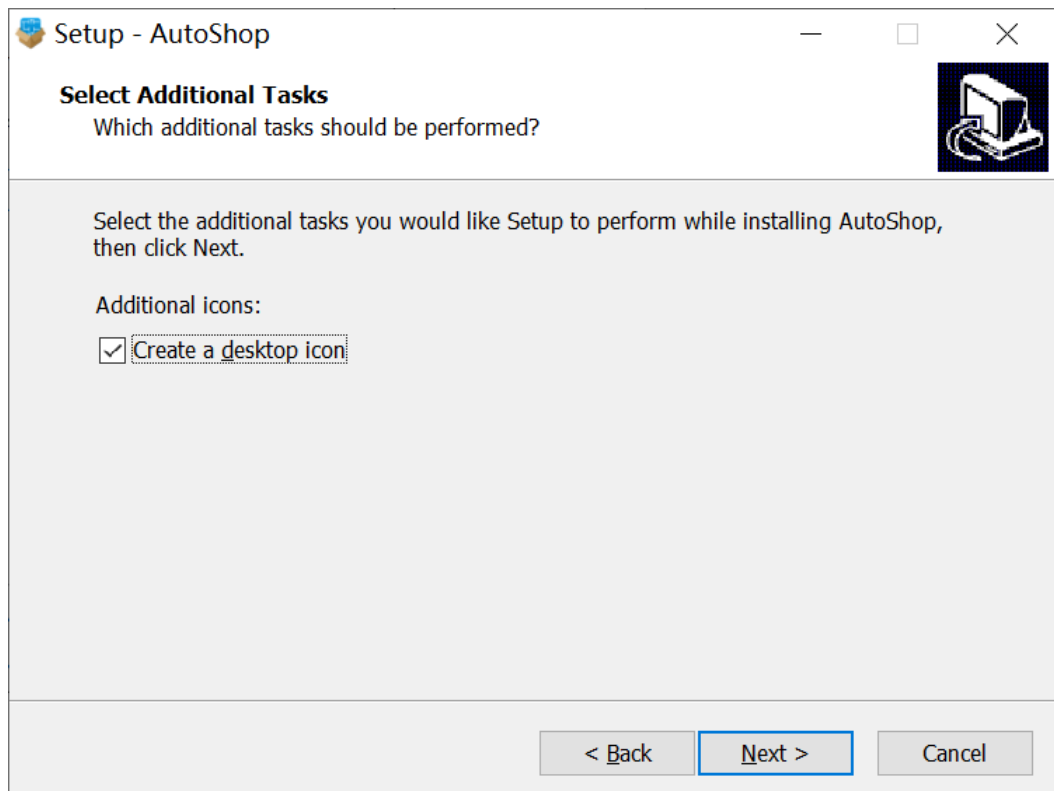 Setup - AutoShop
Select Additional Tasks
Which additional tasks should be performed?
Select the additional tasks you would like Setup to perform while installing AutoShop,
then click Next.
Additional icons:
Create a desktop icon
< Back Next > Cancel